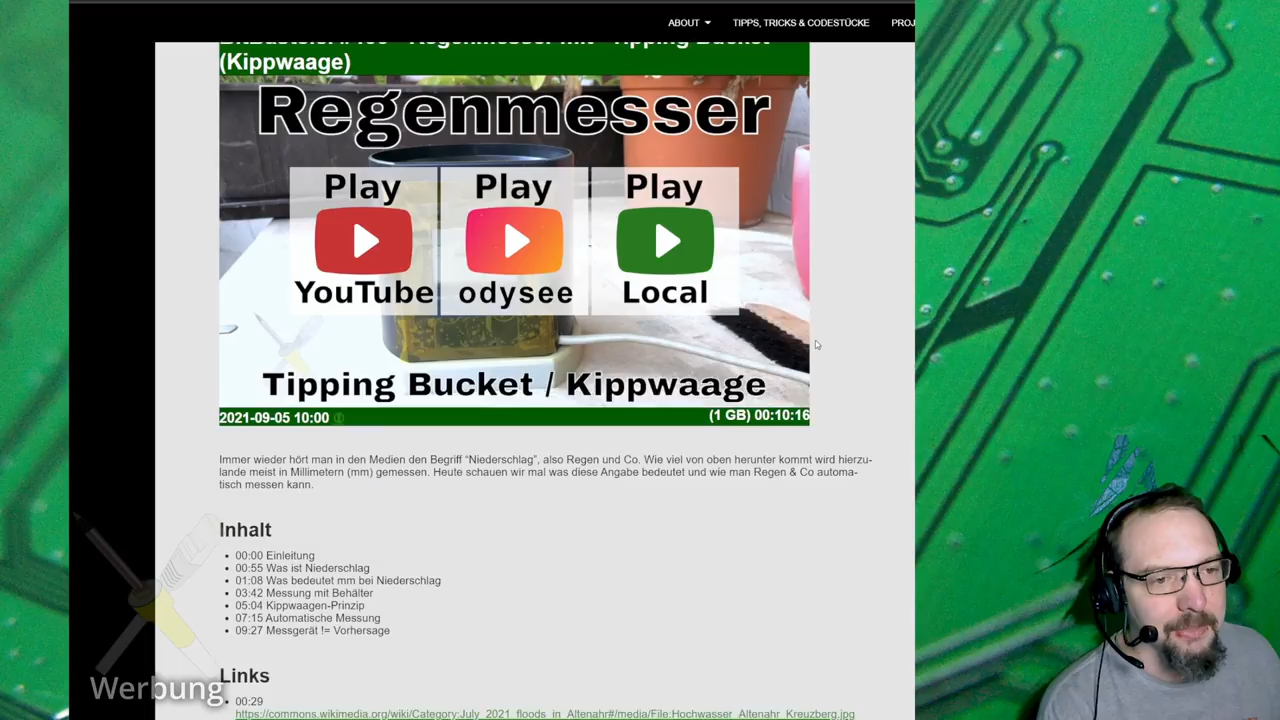 ABOUT TIPPS, TRICKS & CODESTÜCKE PROJ
(Kippwaage)
Regenmesser
Play Play Play
YouTube odysee Local
Tipping Bucket / Kippwaage
2021-09-05 10:00 (1 GB) 00:10:16
Immer wieder hört man in den Medien den Begriff “Niederschlag”, also Regen und Co. Wie viel von oben herunter kommt wird hierzu-
lande meist in Millimetern (mm) gemessen. Heute schauen wir mal was diese Angabe bedeutet und wie man Regen & Co automa-
tisch messen kann.
Inhalt
00:00 Einleitung
00:55 Was ist Niederschlag
01:08 Was bedeutet mm bei Niederschlag
03:42 Messung mit Behälter
05:04 Kippwaagen-Prinzip
07:15 Automatische Messung
09:27 Messgerät != Vorhersage
Links
00:29
https://commons.wikimedia.org/wiki/Category:July_2021_floods_in_Altenahr#/media/File:Hochwasser_Altenahr_Kreuzberg.jpg
Werbung